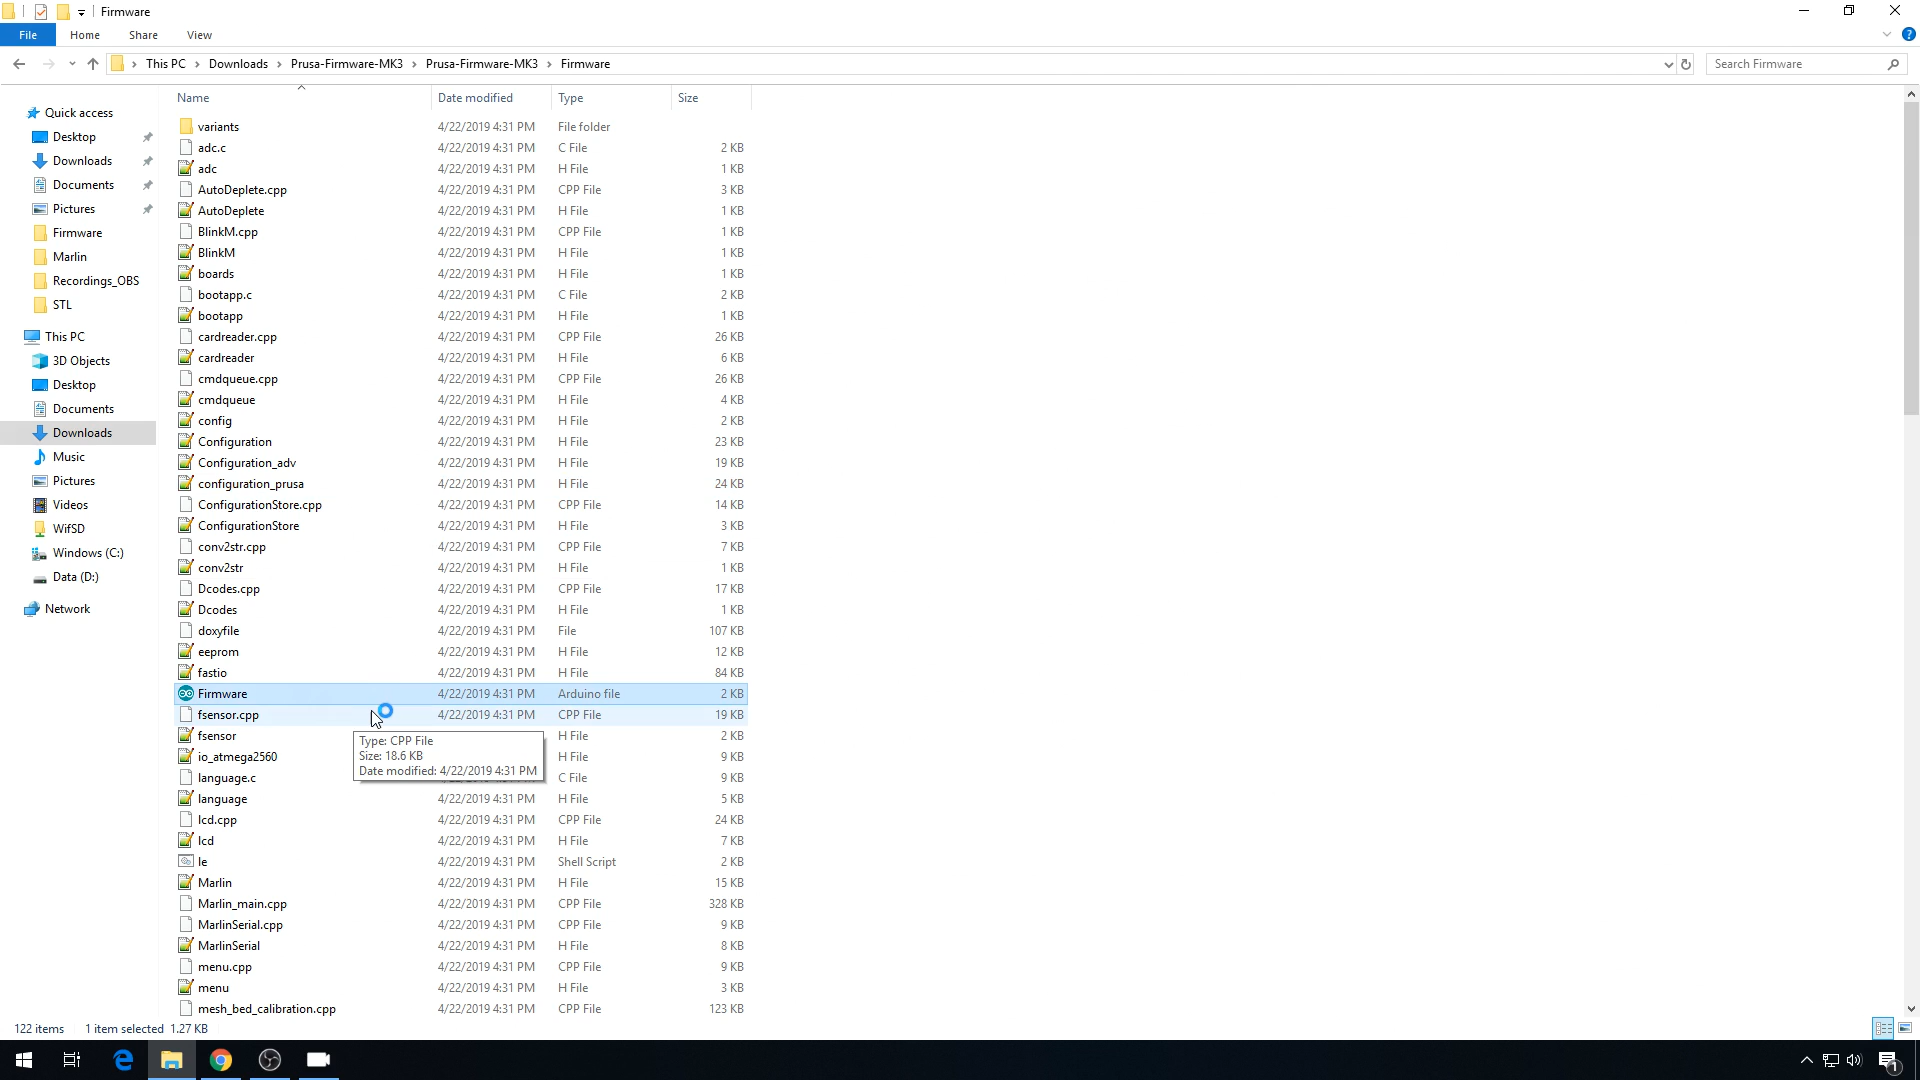 Firmware
File Home Share View
This PC Downloads Prusa-Firmware-MK3 Prusa-Firmware-MK3 Firmware Search Firmware
Name Date modified Type Size
Quick access
Desktop
Downloads
Documents
Pictures
Firmware
Marlin
Recordings_OBS
STL
This PC
3D Objects
Desktop
Documents
Downloads
Music
Pictures
Videos
WifSD
Windows (C:)
Data (D:)
Network
variants 4/22/2019 4:31 PM File folder
adc.c 4/22/2019 4:31 PM C File 2 KB
adc 4/22/2019 4:31 PM H File 1 KB
AutoDeplete.cpp 4/22/2019 4:31 PM CPP File 3 KB
AutoDeplete 4/22/2019 4:31 PM H File 1 KB
BlinkM.cpp 4/22/2019 4:31 PM CPP File 1 KB
BlinkM 4/22/2019 4:31 PM H File 1 KB
boards 4/22/2019 4:31 PM H File 1 KB
bootapp.c 4/22/2019 4:31 PM C File 2 KB
bootapp 4/22/2019 4:31 PM H File 1 KB
cardreader.cpp 4/22/2019 4:31 PM CPP File 26 KB
cardreader 4/22/2019 4:31 PM H File 6 KB
cmdqueue.cpp 4/22/2019 4:31 PM CPP File 26 KB
cmdqueue 4/22/2019 4:31 PM H File 4 KB
config 4/22/2019 4:31 PM H File 2 KB
Configuration 4/22/2019 4:31 PM H File 23 KB
Configuration_adv 4/22/2019 4:31 PM H File 19 KB
configuration_prusa 4/22/2019 4:31 PM H File 24 KB
ConfigurationStore.cpp 4/22/2019 4:31 PM CPP File 14 KB
ConfigurationStore 4/22/2019 4:31 PM H File 3 KB
conv2str.cpp 4/22/2019 4:31 PM CPP File 7 KB
conv2str 4/22/2019 4:31 PM H File 1 KB
Dcodes.cpp 4/22/2019 4:31 PM CPP File 17 KB
Dcodes 4/22/2019 4:31 PM H File 1 KB
doxyfile 4/22/2019 4:31 PM File 107 KB
eeprom 4/22/2019 4:31 PM H File 12 KB
fastio 4/22/2019 4:31 PM H File 84 KB
Firmware 4/22/2019 4:31 PM Arduino file 2 KB
fsensor.cpp 4/22/2019 4:31 PM CPP File 19 KB
fsensor H File 2 KB
Type: CPP File
Size: 18.6 KB
Date modified: 4/22/2019 4:31 PM
io_atmega2560 H File 9 KB
language.c C File 9 KB
language 4/22/2019 4:31 PM H File 5 KB
lcd.cpp 4/22/2019 4:31 PM CPP File 24 KB
lcd 4/22/2019 4:31 PM H File 7 KB
le 4/22/2019 4:31 PM Shell Script 2 KB
Marlin 4/22/2019 4:31 PM H File 15 KB
Marlin_main.cpp 4/22/2019 4:31 PM CPP File 328 KB
MarlinSerial.cpp 4/22/2019 4:31 PM CPP File 9 KB
MarlinSerial 4/22/2019 4:31 PM H File 8 KB
menu.cpp 4/22/2019 4:31 PM CPP File 9 KB
menu 4/22/2019 4:31 PM H File 3 KB
mesh_bed_calibration.cpp 4/22/2019 4:31 PM CPP File 123 KB
122 items 1 item selected 1.27 KB
1